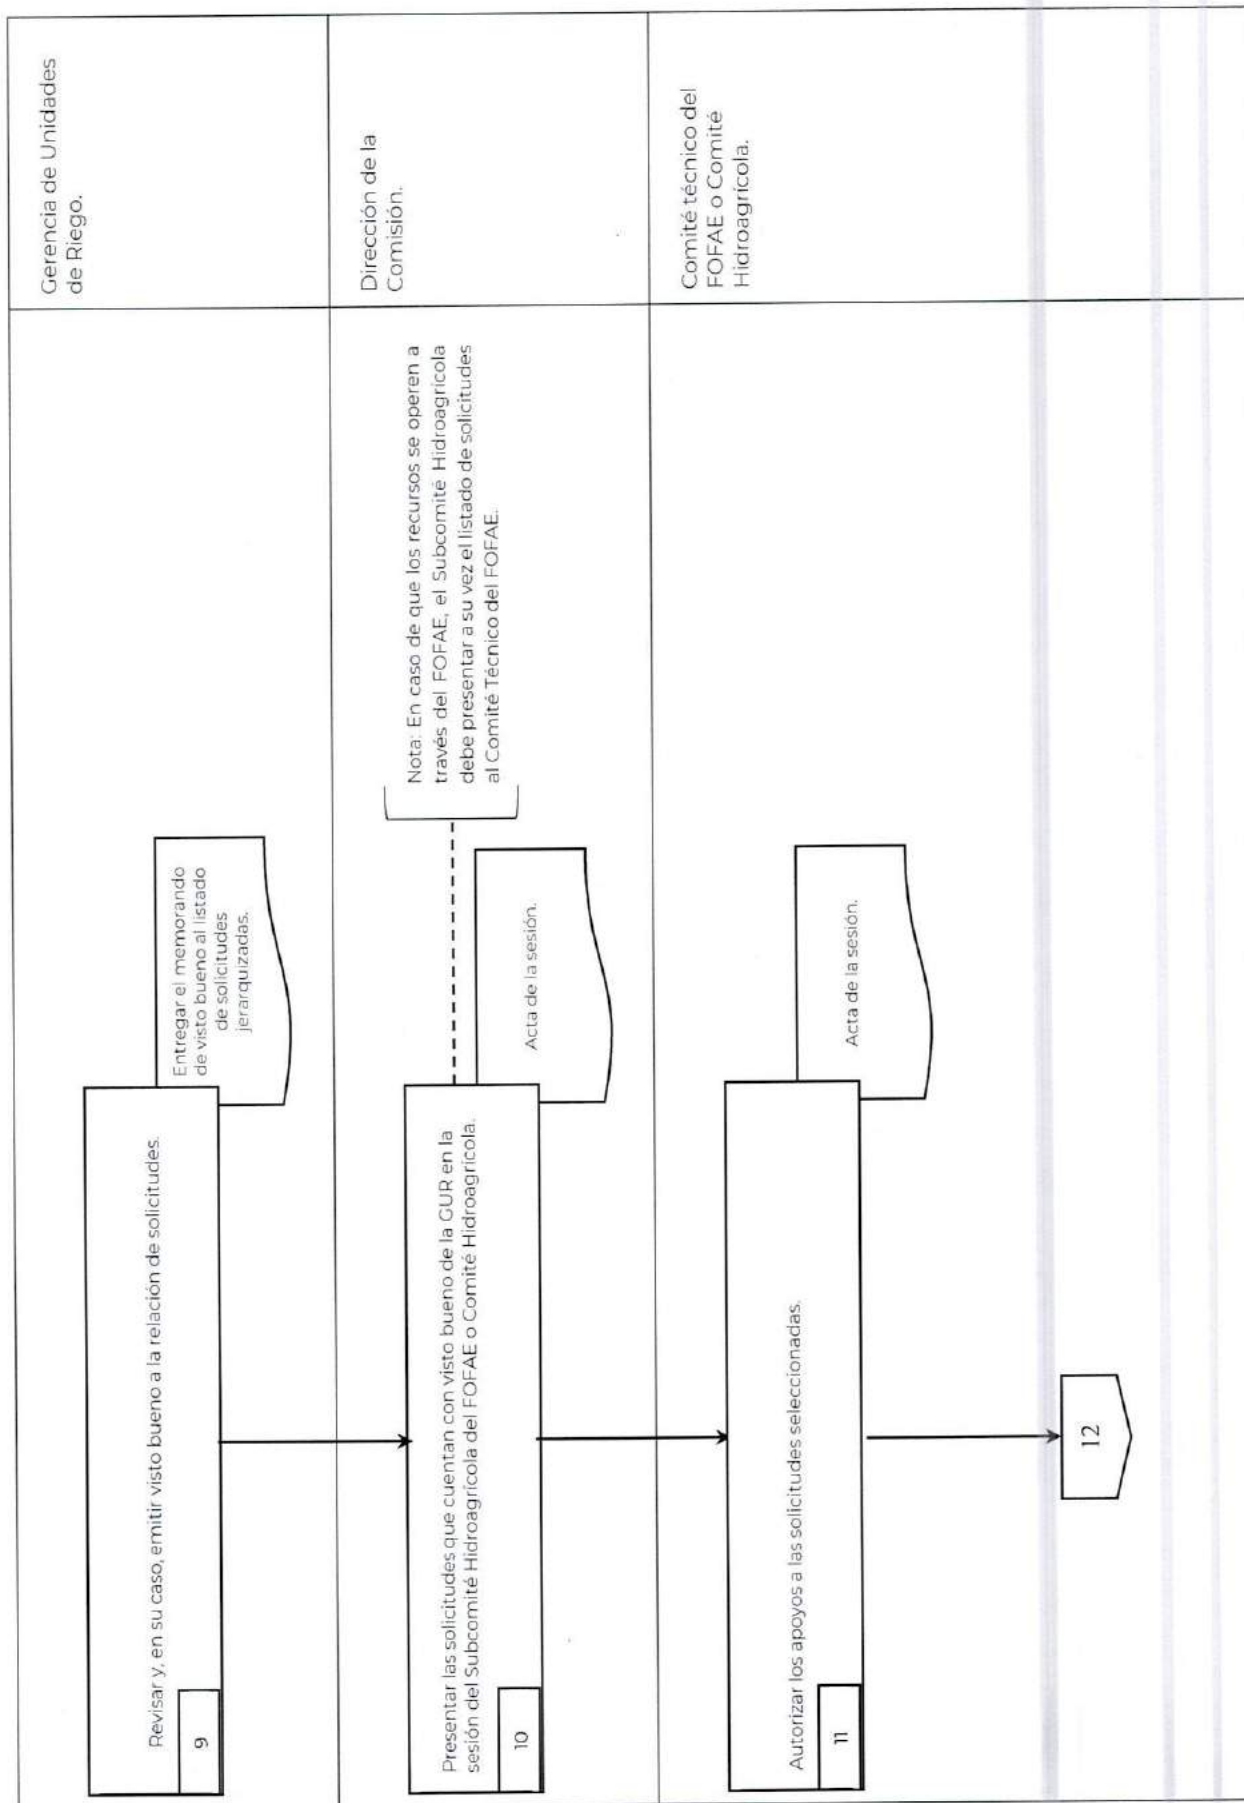 Revisar y, en su caso, emitir visto bueno a la relación de solicitudes.
9
Entregar el memorando
de visto bueno al listado
de solicitudes
jerarquizadas.
Gerencia de Unidades
de Riego.
Presentar las solicitudes que cuentan con visto bueno de la GUR en la
sesión del Subcomité Hidroagrícola del FOFAE o Comité Hidroagrícola.
10
Acta de la sesión.
Nota: En caso de que los recursos se operen a
través del FOFAE, el Subcomité Hidroagrícola
debe presentar a su vez el listado de solicitudes
al Comité Técnico del FOFAE.
Dirección de la
Comisión.
Autorizar los apoyos a las solicitudes seleccionadas.
11
Acta de la sesión.
Comité técnico del
FOFAE o Comité
Hidroagrícola.
12